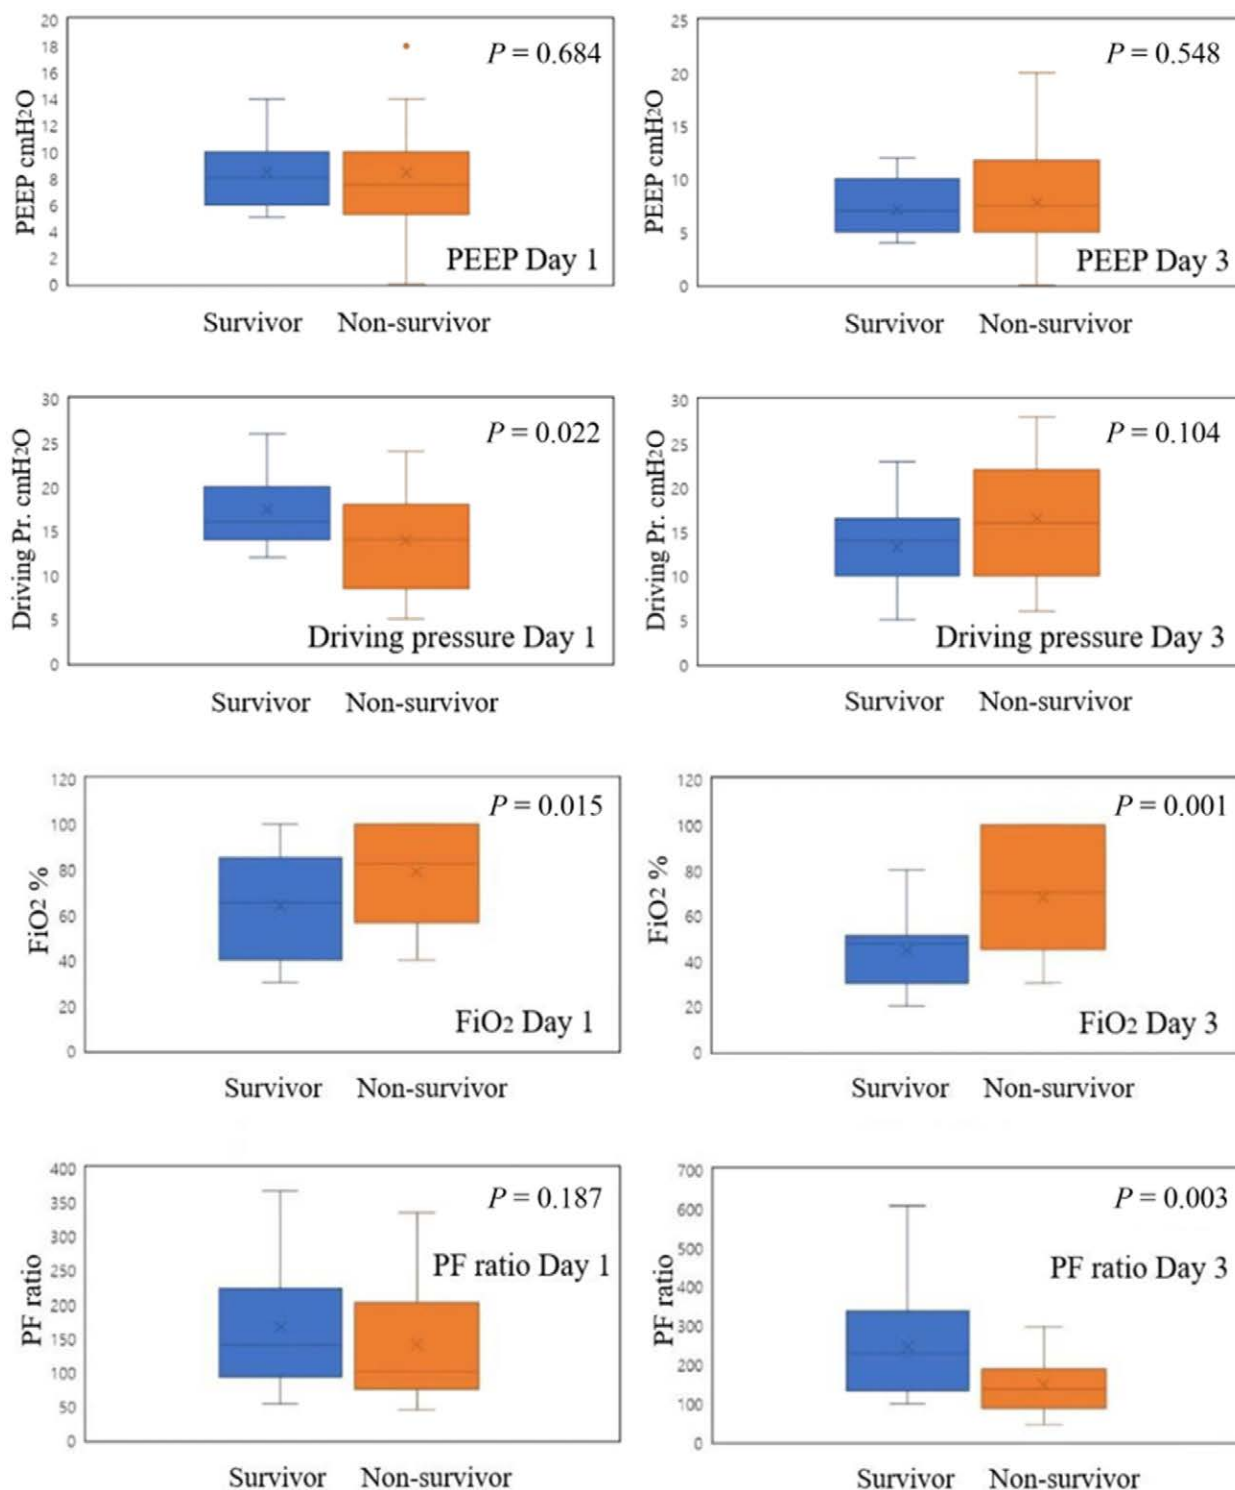 20
18
16
14
12
10
8
6
4
2
0
PEEP cmH2O
P = 0.684
PEEP Day 1
Survivor Non-survivor
25
20
15
10
5
0
PEEP cmH2O
P = 0.548
PEEP Day 3
Survivor Non-survivor
30
25
20
15
10
5
0
Driving Pr. cmH2O
P = 0.022
Driving pressure Day 1
Survivor Non-survivor
30
25
20
15
10
5
0
Driving Pr. cmH2O
P = 0.104
Driving pressure Day 3
Survivor Non-survivor
120
100
80
60
40
20
0
FiO2 %
P = 0.015
FiO2 Day 1
Survivor Non-survivor
120
100
80
60
40
20
0
FiO2 %
P = 0.001
FiO2 Day 3
Survivor Non-survivor
400
350
300
250
200
150
100
50
0
PF ratio
P = 0.187
PF ratio Day 1
Survivor Non-survivor
700
600
500
400
300
200
100
0
PF ratio
P = 0.003
PF ratio Day 3
Survivor Non-survivor